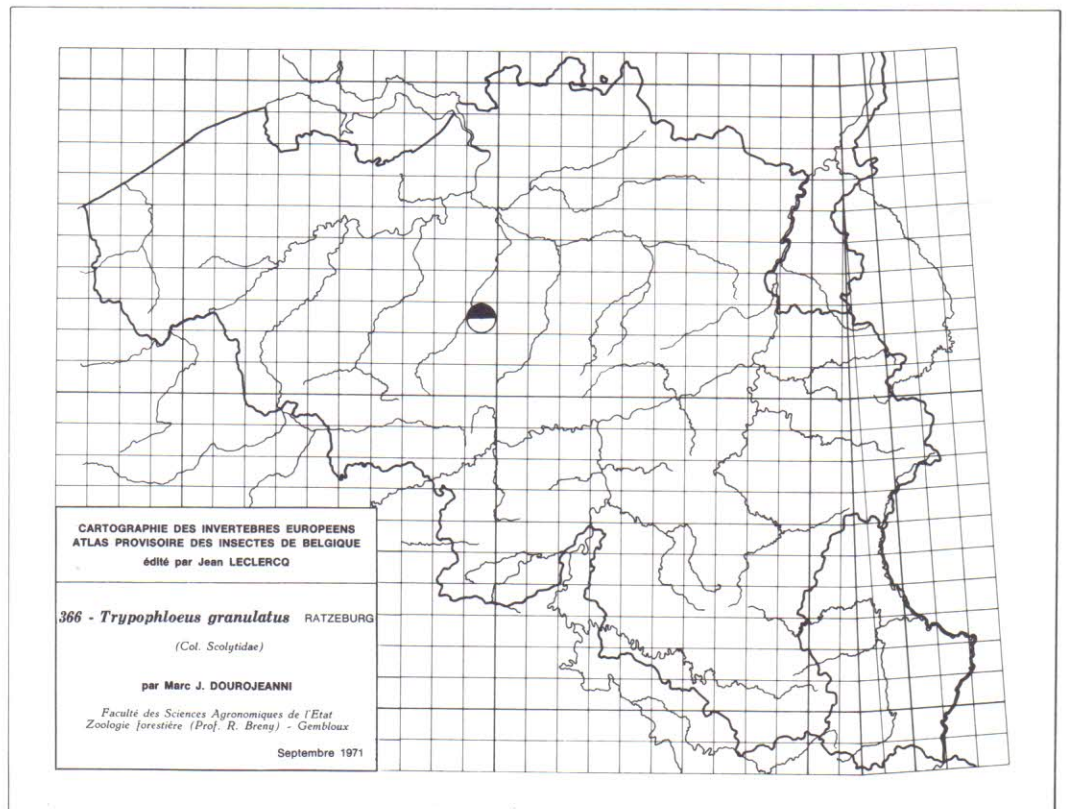 CARTOGRAPHIE DES INVERTEBRES EUROPEENS
ATLAS PROVISOIRE DES INSECTES DE BELGIQUE
édité par Jean LECLERCQ
366 - Trypophloeus granulatus RATZEBURG
(Col. Scolytidae)
par Marc J. DOUROJEANNI
Faculté des Sciences Agronomiques de l'Etat
Zoologie forestière (Prof. R. Breny) - Gembloux
Septembre 1971